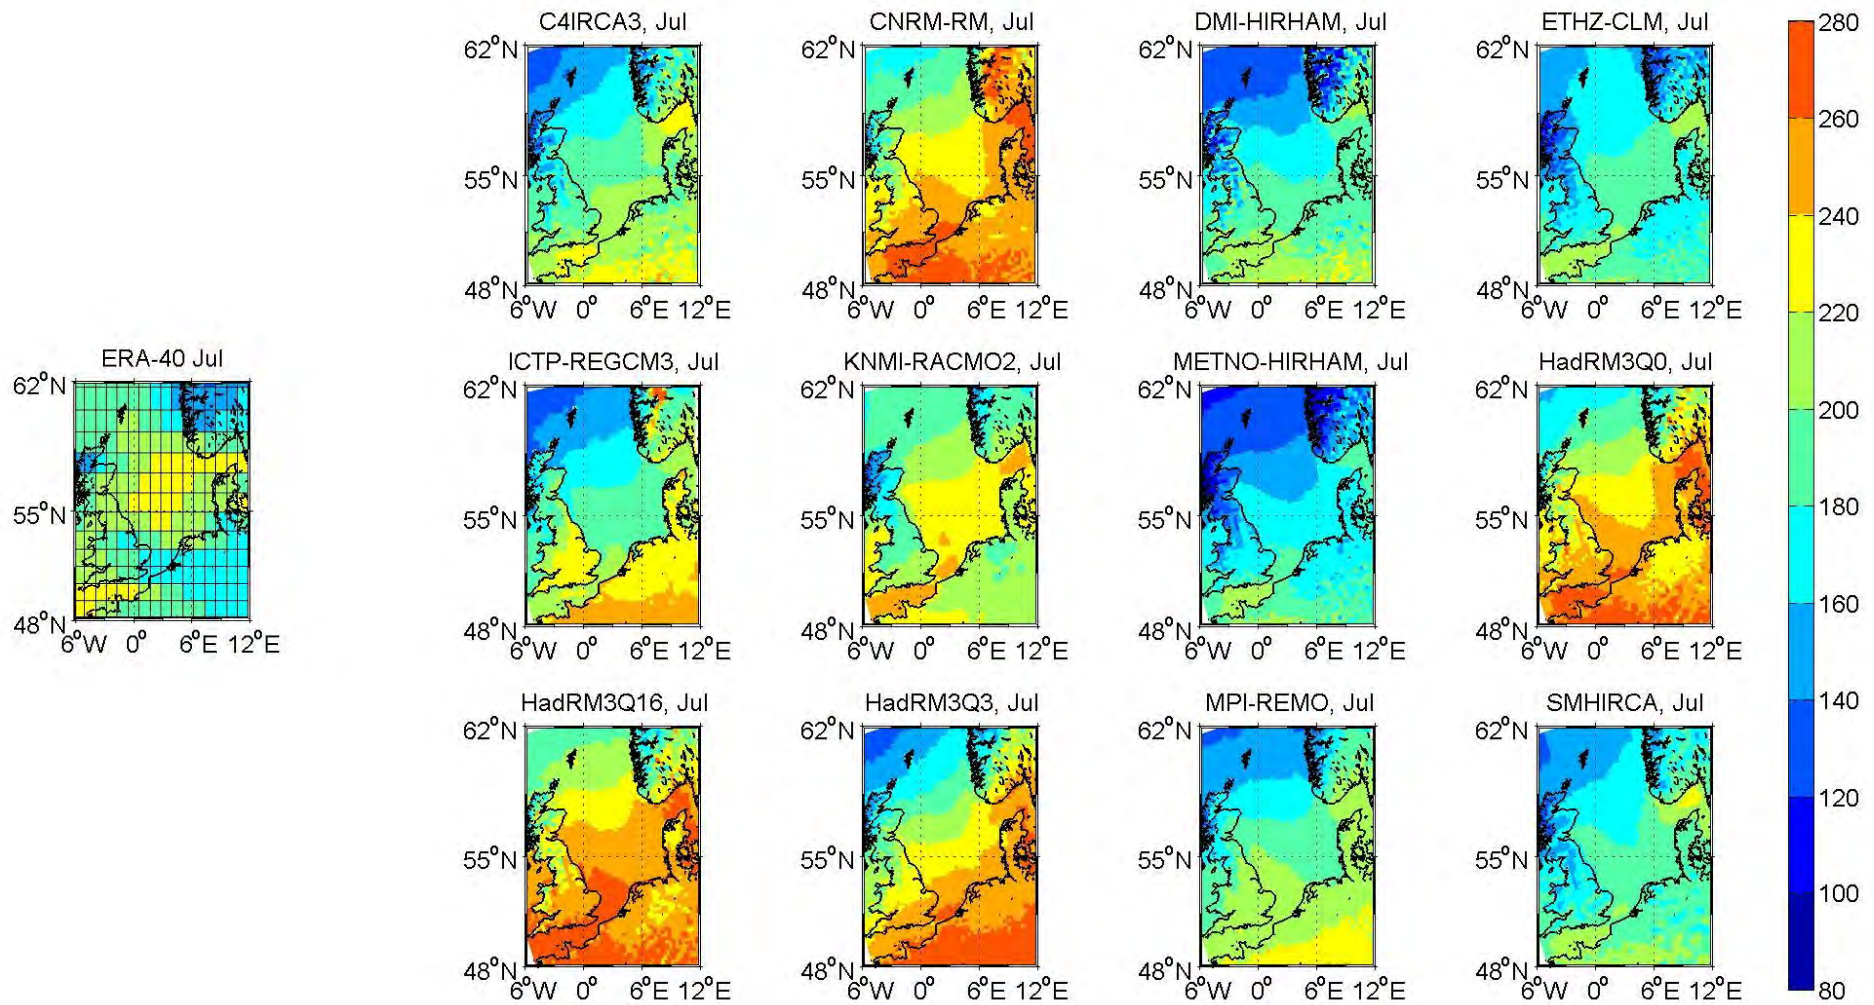 C4IRCA3, Jul
62°N
55°N
48°N
6°W 0° 6°E 12°E
CNRM-RM, Jul
62°N
55°N
48°N
6°W 0° 6°E 12°E
DMI-HIRHAM, Jul
62°N
55°N
48°N
6°W 0° 6°E 12°E
ETHZ-CLM, Jul
62°N
55°N
48°N
6°W 0° 6°E 12°E
ERA-40 Jul
62°N
55°N
48°N
6°W 0° 6°E 12°E
ICTP-REGCM3, Jul
62°N
55°N
48°N
6°W 0° 6°E 12°E
KNMI-RACMO2, Jul
62°N
55°N
48°N
6°W 0° 6°E 12°E
METNO-HIRHAM, Jul
62°N
55°N
48°N
6°W 0° 6°E 12°E
HadRM3Q0, Jul
62°N
55°N
48°N
6°W 0° 6°E 12°E
HadRM3Q16, Jul
62°N
55°N
48°N
6°W 0° 6°E 12°E
HadRM3Q3, Jul
62°N
55°N
48°N
6°W 0° 6°E 12°E
MPI-REMO, Jul
62°N
55°N
48°N
6°W 0° 6°E 12°E
SMHIRCA, Jul
62°N
55°N
48°N
6°W 0° 6°E 12°E
280
260
240
220
200
180
160
140
120
100
80